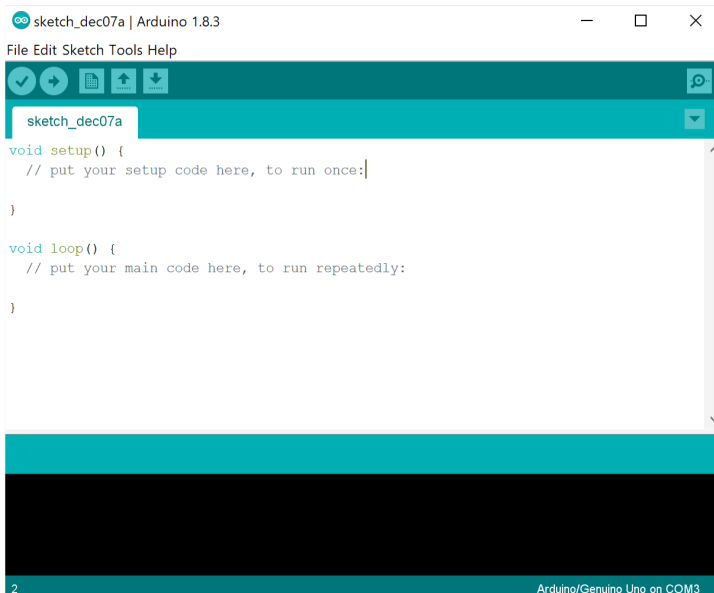 sketch_dec07a | Arduino 1.8.3
File Edit Sketch Tools Help
sketch_dec07a
void setup() {
  // put your setup code here, to run once:

}

void loop() {
  // put your main code here, to run repeatedly:

}
2
Arduino/Genuino Uno on COM3